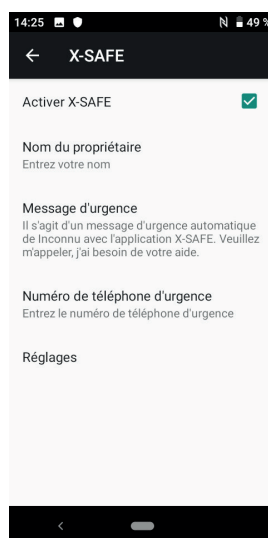 14:25 49 %
X-SAFE
Activer X-SAFE
Nom du propriétaire
Entrez votre nom
Message d'urgence
Il s'agit d'un message d'urgence automatique
de Inconnu avec l'application X-SAFE. Veuillez
m'appeler, j'ai besoin de votre aide.
Numéro de téléphone d'urgence
Entrez le numéro de téléphone d'urgence
Réglages